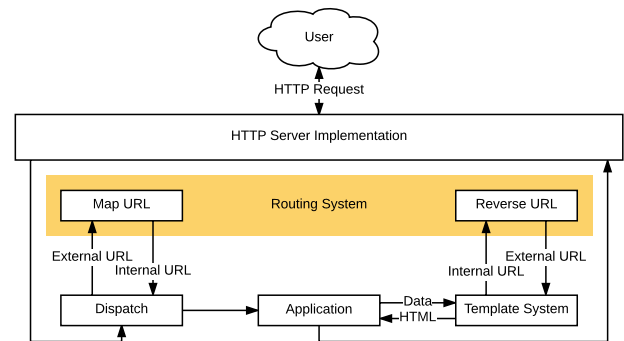 User
HTTP Request
HTTP Server Implementation
Map URL
Routing System
Reverse URL
External URL
External URL
Internal URL
Internal URL
Data
Dispatch
Application
Template System
HTML